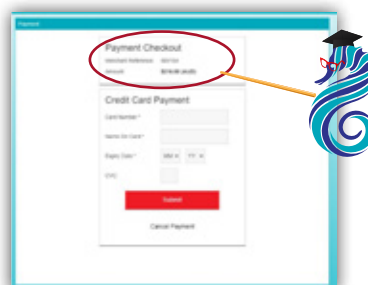 Payment
Payment Checkout
Merchant Reference
Amount
Credit Card Payment
Card Number *
Name On Card *
Expiry Date * MM YY
CVC
Submit
Cancel Payment